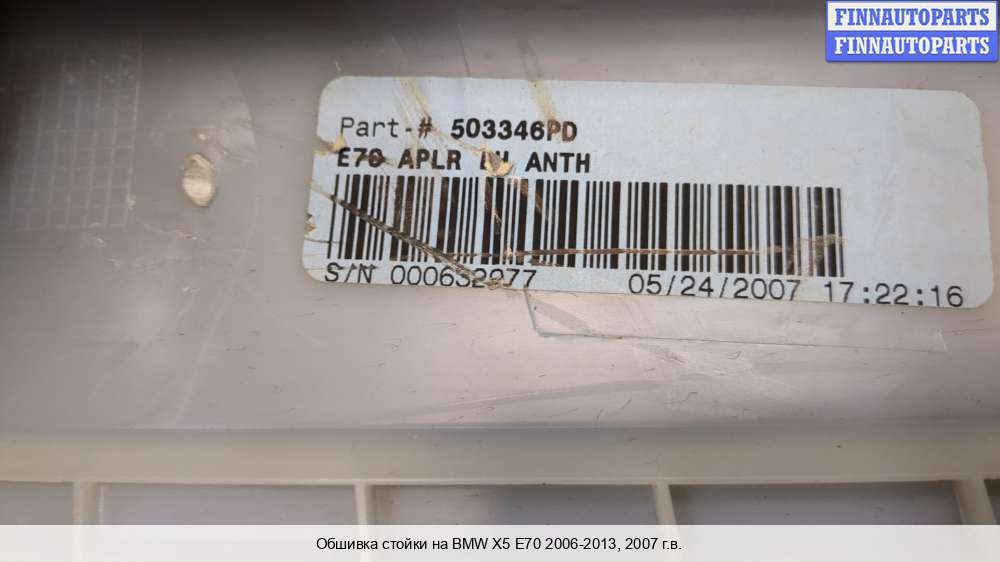 FINNAUTOPARTS
FINNAUTOPARTS
Part-# 503346PD
E70 APLR ANTH
S/N 000632277
05/24/2007 17:22:16
Обшивка стойки на BMW X5 E70 2006-2013, 2007 г.в.